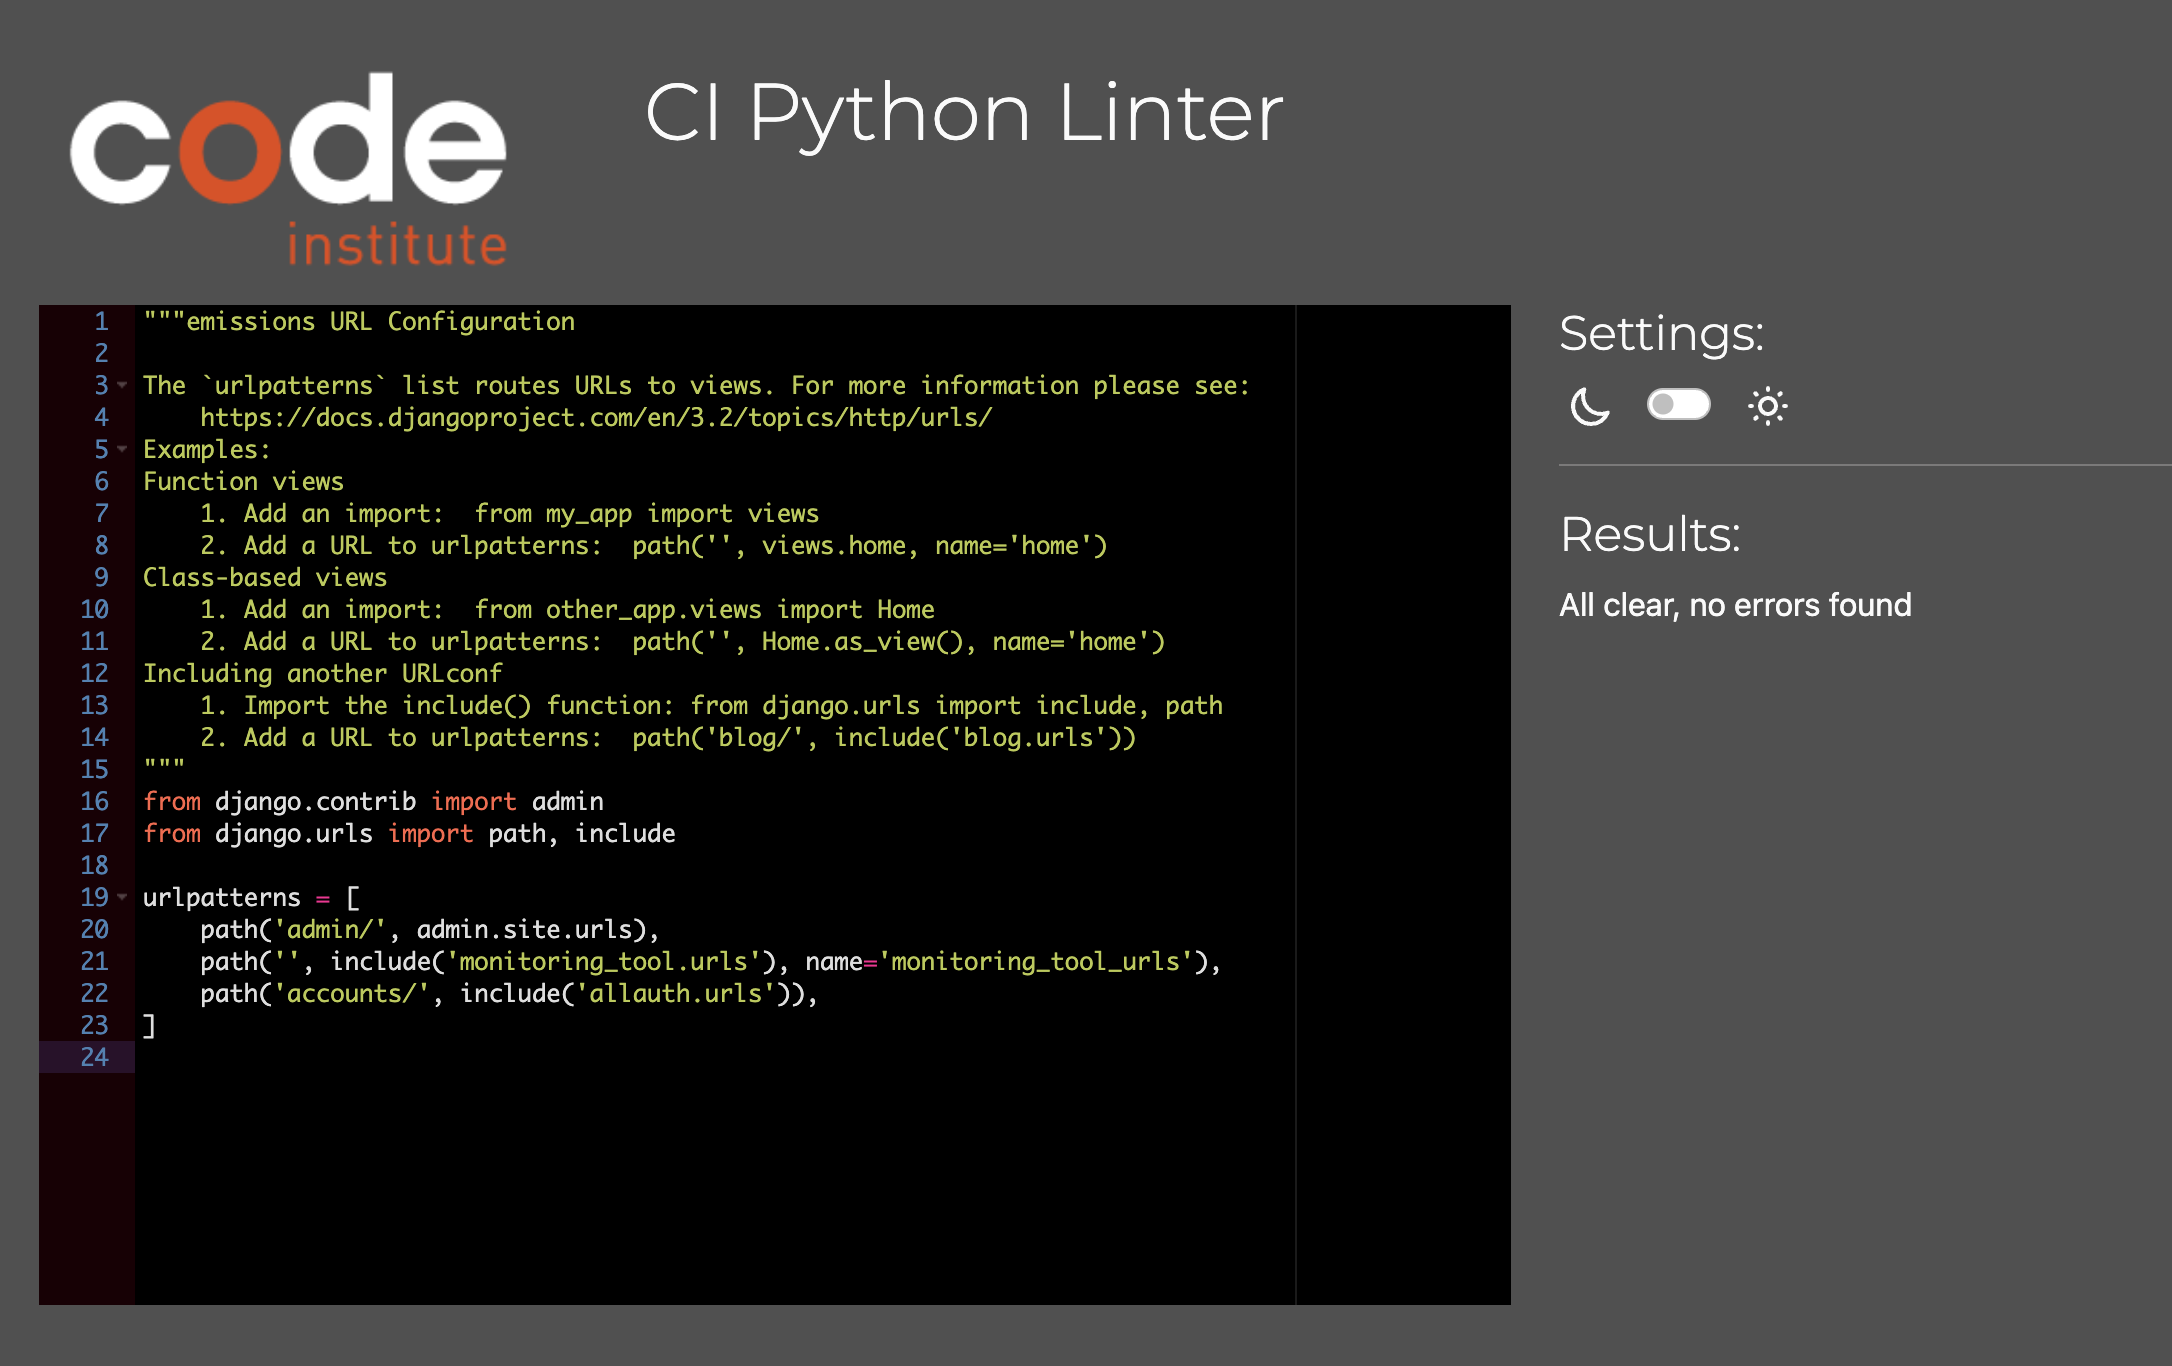 code
institute
CI Python Linter
1 """emissions URL Configuration
2
3 The `urlpatterns` list routes URLs to views. For more information please see:
4     https://docs.djangoproject.com/en/3.2/topics/http/urls/
5 Examples:
6 Function views
7     1. Add an import:  from my_app import views
8     2. Add a URL to urlpatterns:  path('', views.home, name='home')
9 Class-based views
10     1. Add an import:  from other_app.views import Home
11     2. Add a URL to urlpatterns:  path('', Home.as_view(), name='home')
12 Including another URLconf
13     1. Import the include() function: from django.urls import include, path
14     2. Add a URL to urlpatterns:  path('blog/', include('blog.urls'))
15 """
16 from django.contrib import admin
17 from django.urls import path, include
18
19 urlpatterns = [
20     path('admin/', admin.site.urls),
21     path('', include('monitoring_tool.urls'), name='monitoring_tool_urls'),
22     path('accounts/', include('allauth.urls')),
23 ]
24
Settings:
Results:
All clear, no errors found